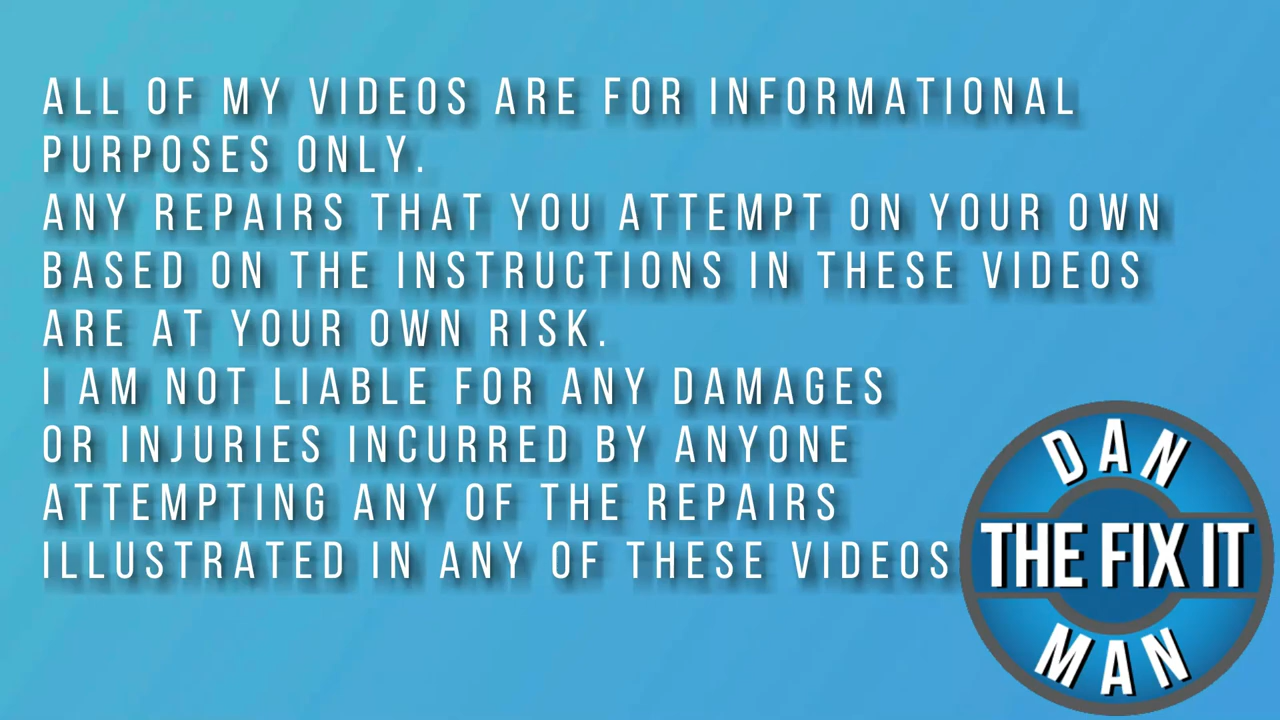 ALL OF MY VIDEOS ARE FOR INFORMATIONAL
PURPOSES ONLY.
ANY REPAIRS THAT YOU ATTEMPT ON YOUR OWN
BASED ON THE INSTRUCTIONS IN THESE VIDEOS
ARE AT YOUR OWN RISK.
I AM NOT LIABLE FOR ANY DAMAGES
OR INJURIES INCURRED BY ANYONE
ATTEMPTING ANY OF THE REPAIRS
ILLUSTRATED IN ANY OF THESE VIDEOS
DAN
THE FIX IT
MAN